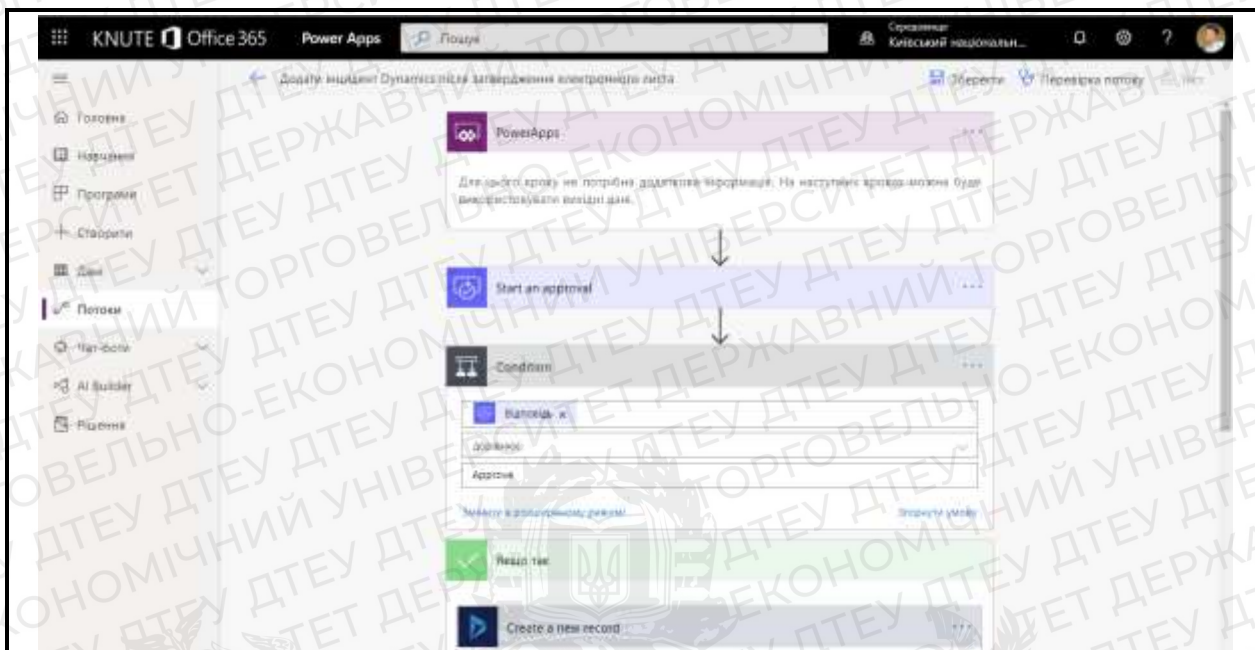 KNUTE Office 365 Power Apps Пошук Середовище Київський національн... ?
Додати інцидент Dynamics після затвердження електронного листа Зберегти Перевірка потоку
Головна
Навчання
Програми
Створити
Дані
Потоки
Чат-боти
AI Builder
Рішення
PowerApps
Для цього кроку не потрібна додаткова інформація. На наступних кроках можна буде
використовувати вихідні дані.
Start an approval
Condition
Відповідь ×
дорівнює
Approve
Змінити в розширеному режимі Згорнути умову
Якщо так
Create a new record